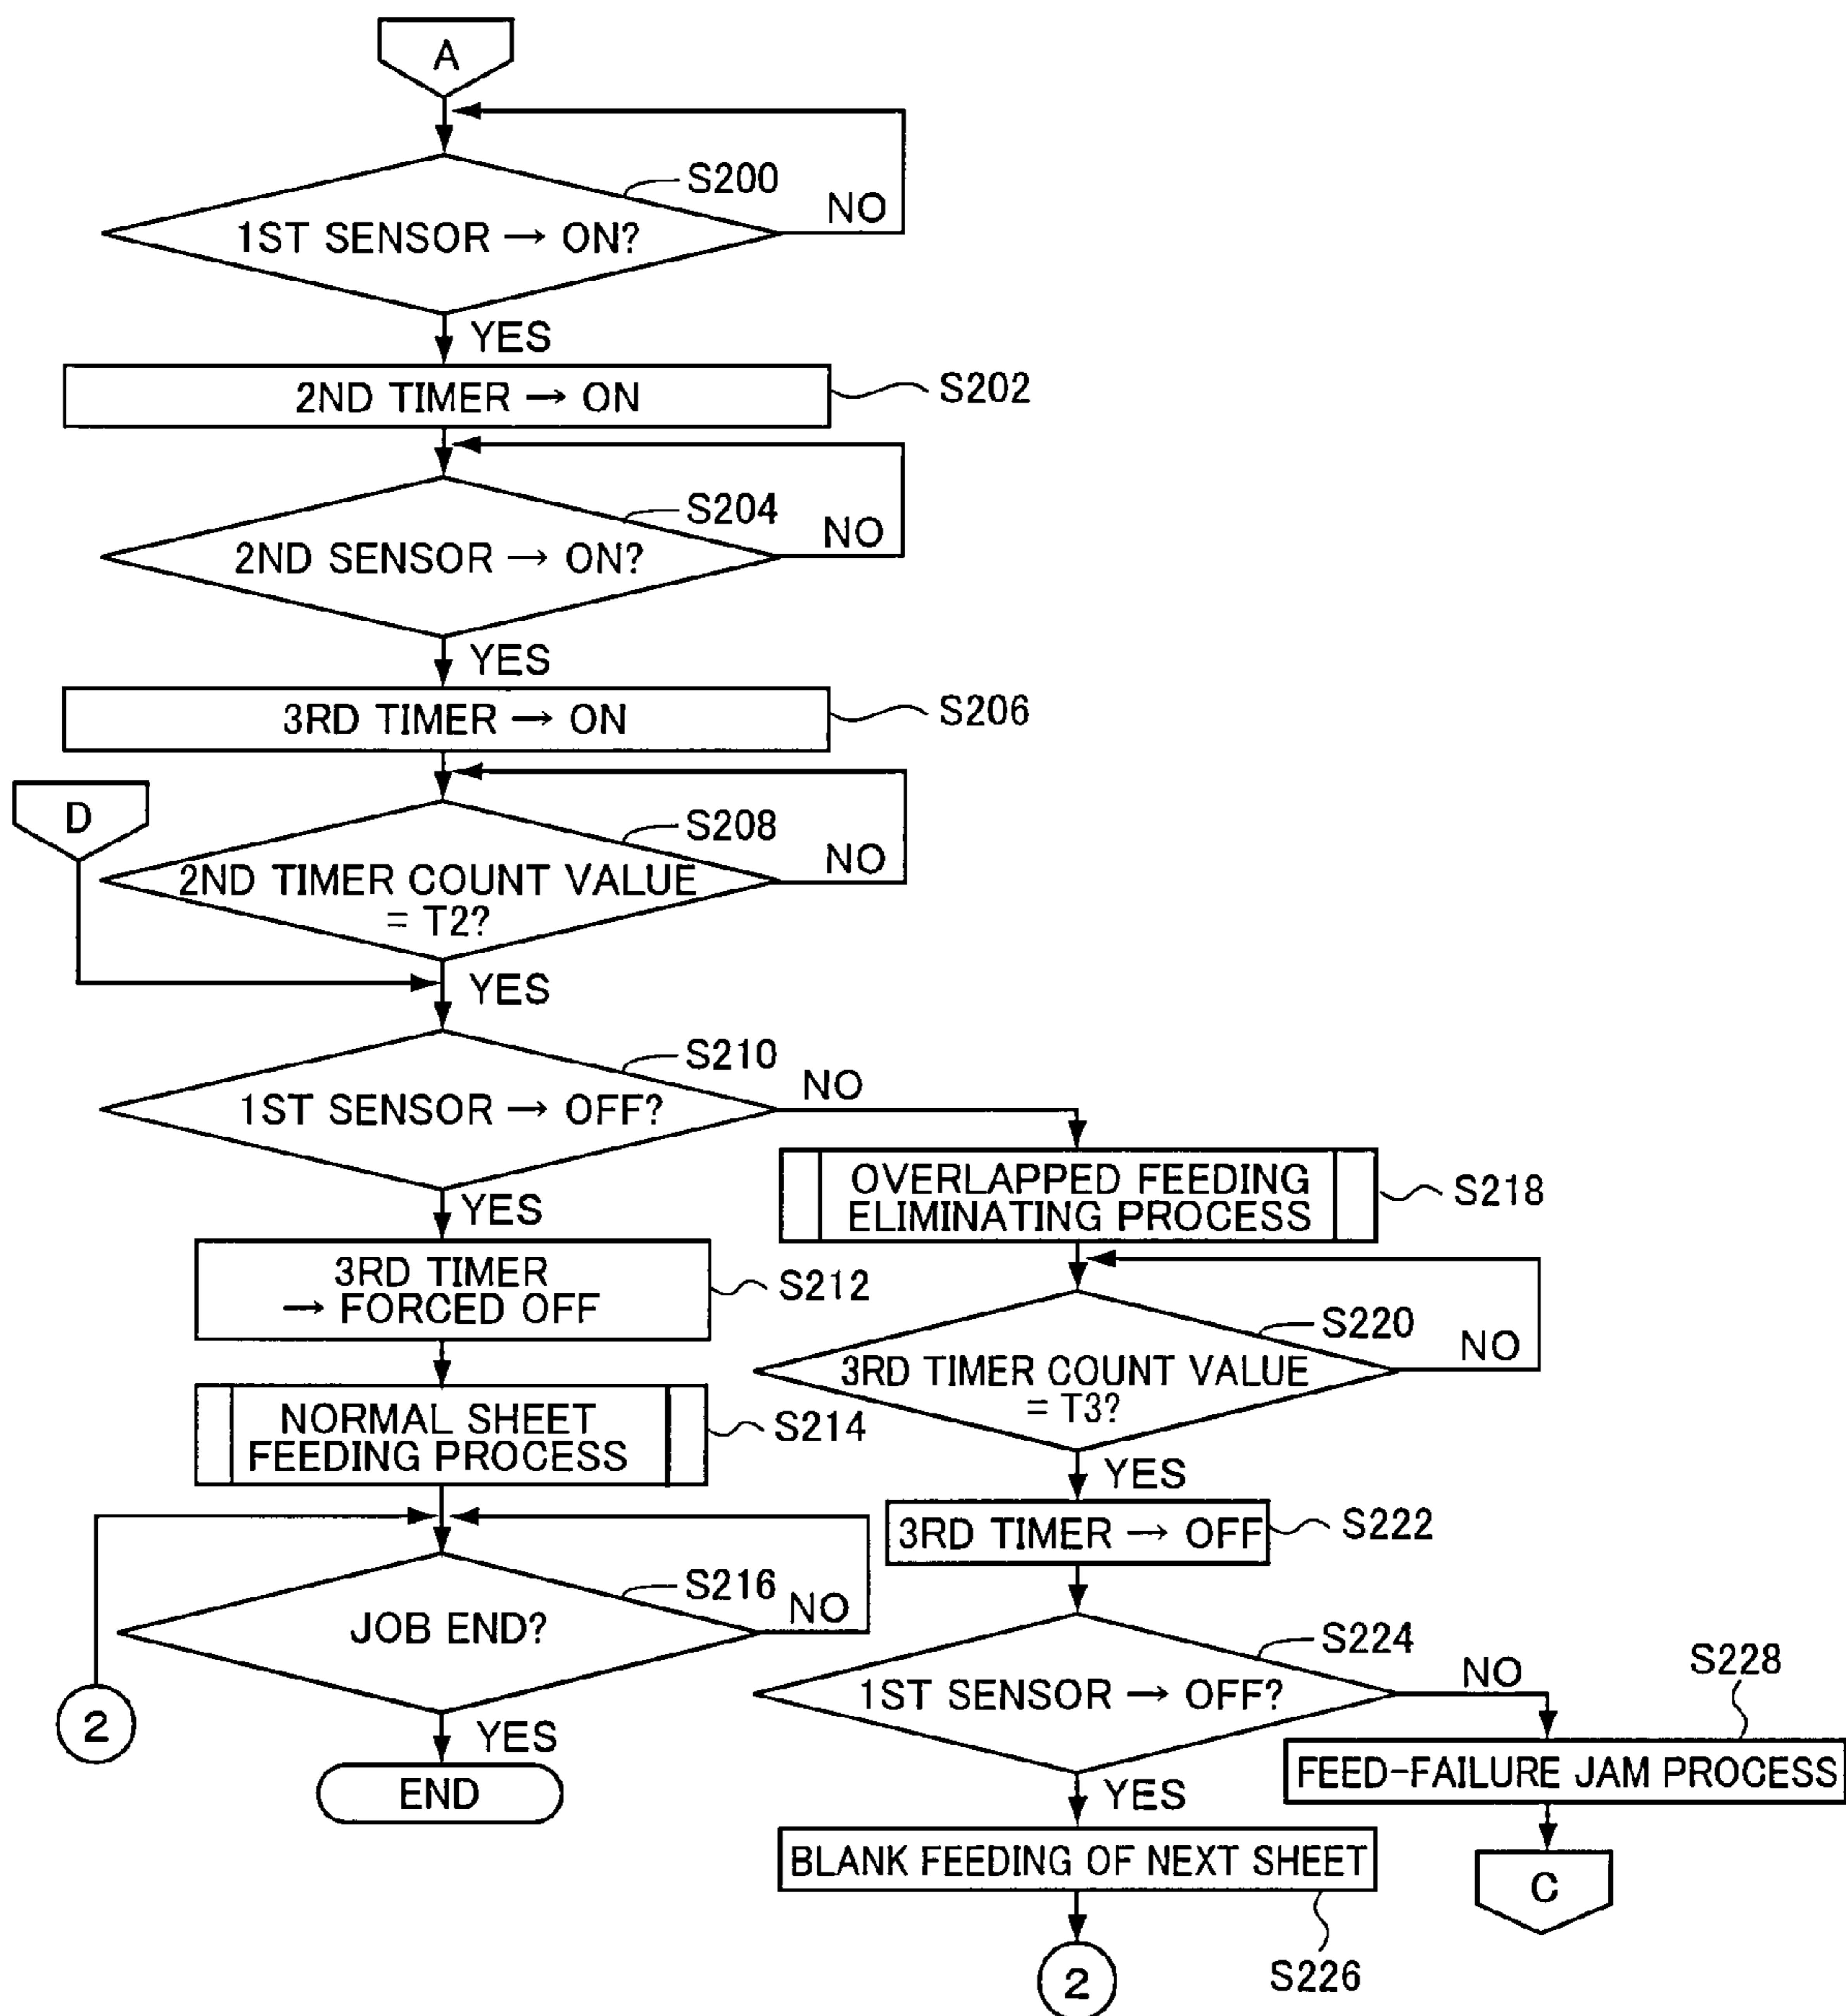 A
S200
1ST SENSOR → ON?
NO
YES
2ND TIMER → ON
S202
S204
2ND SENSOR → ON?
NO
YES
3RD TIMER → ON
S206
D
S208
2ND TIMER COUNT VALUE
= T2?
NO
YES
S210
1ST SENSOR → OFF?
NO
YES
3RD TIMER
→ FORCED OFF
S212
NORMAL SHEET
FEEDING PROCESS
S214
S216
JOB END?
NO
2
YES
END
OVERLAPPED FEEDING
ELIMINATING PROCESS
S218
S220
3RD TIMER COUNT VALUE
= T3?
NO
YES
3RD TIMER → OFF
S222
S224
1ST SENSOR → OFF?
NO
S228
FEED-FAILURE JAM PROCESS
C
YES
BLANK FEEDING OF NEXT SHEET
S226
2